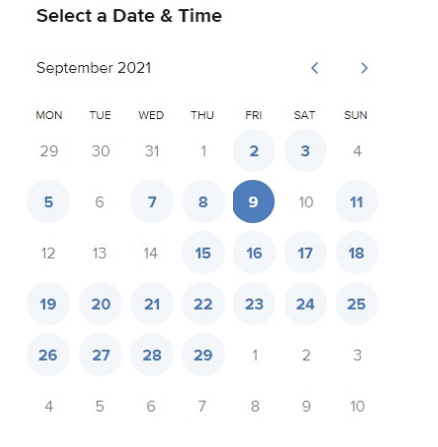 Select a Date & Time
September 2021
MON TUE WED THU FRI SAT SUN
29 30 31 1 2 3 4
5 6 7 8 9 10 11
12 13 14 15 16 17 18
19 20 21 22 23 24 25
26 27 28 29 1 2 3
4 5 6 7 8 9 10